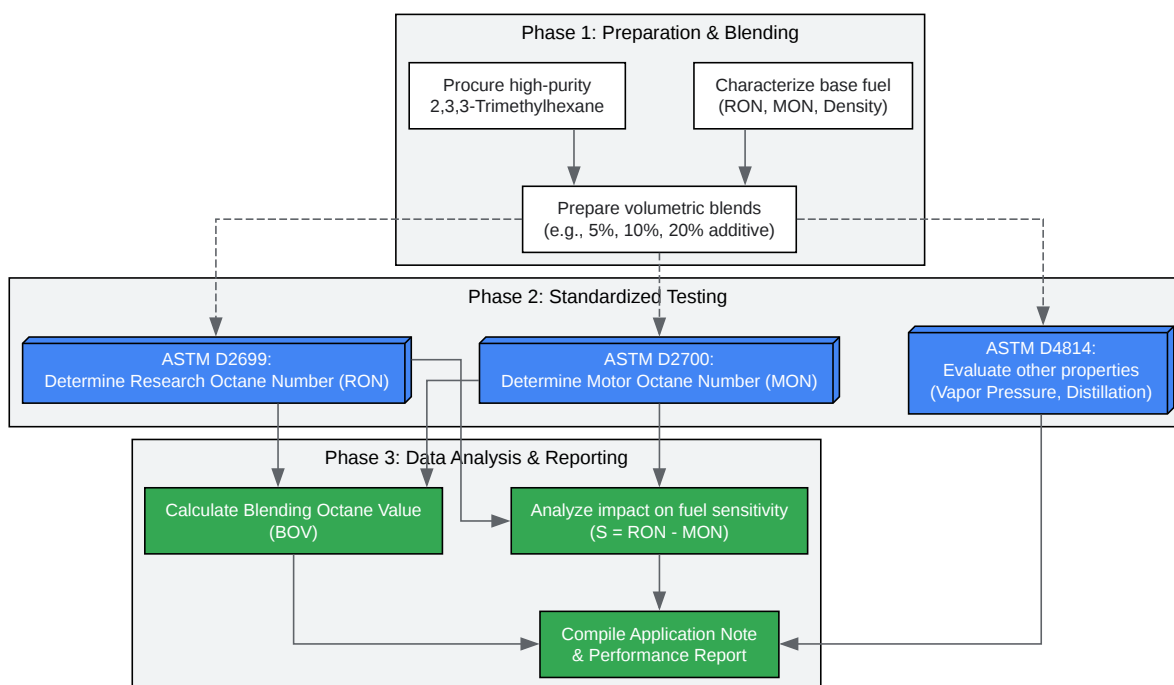 Phase 1: Preparation & Blending
Procure high-purity
2,3,3-Trimethylhexane
Characterize base fuel
(RON, MON, Density)
Prepare volumetric blends
(e.g., 5%, 10%, 20% additive)
Phase 2: Standardized Testing
ASTM D2699:
Determine Research Octane Number (RON)
ASTM D2700:
Determine Motor Octane Number (MON)
ASTM D4814:
Evaluate other properties
(Vapor Pressure, Distillation)
Phase 3: Data Analysis & Reporting
Calculate Blending Octane Value
(BOV)
Analyze impact on fuel sensitivity
(S = RON - MON)
Compile Application Note
& Performance Report